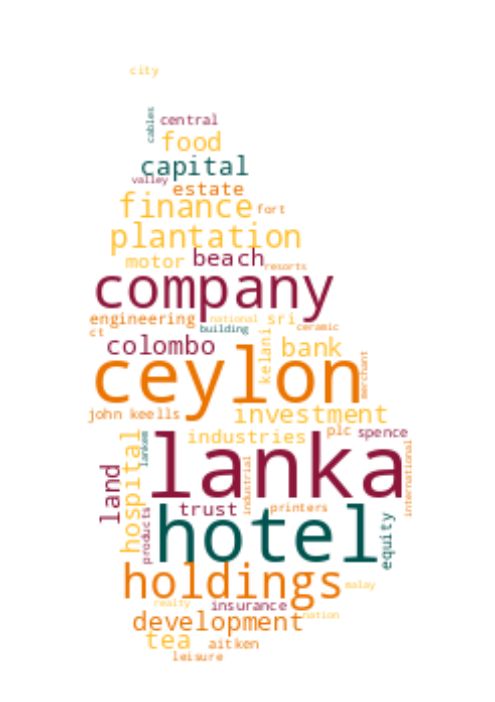 city
cables
central
food
capital
valley
estate
finance
fort
plantation
beach
motor
resorts
company
engineering
national
sri
ct
building
ceramic
colombo
kelani
bank
ceylon
merchant
john keells
investment
industries
plc
spence
lankem
lanka
international
hospital
land
industrial
products
trust
printers
hotel
equity
holdings
malay
realty
insurance
development
nation
tea
aitken
leisure